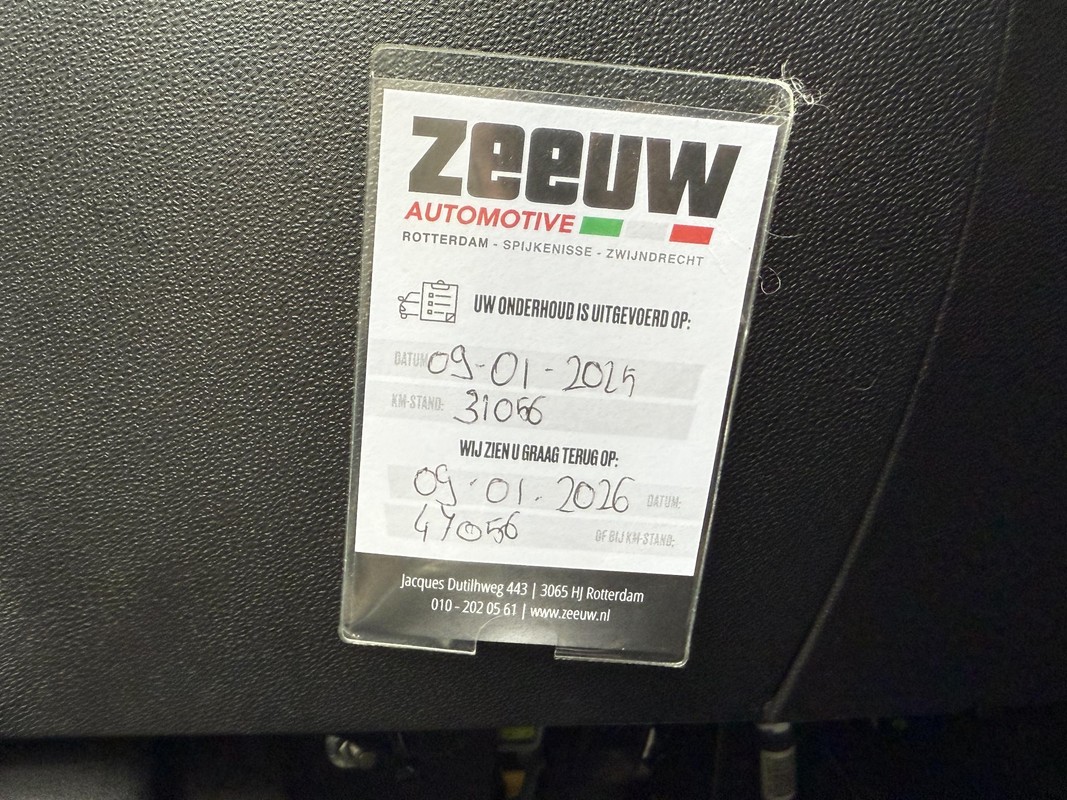 zeeuw
AUTOMOTIVE
ROTTERDAM - SPIJKENISSE - ZWIJNDRECHT
UW ONDERHOUD IS UITGEVOERD OP:
DATUM 09-01-2025
KM-STAND: 31056
WIJ ZIEN U GRAAG TERUG OP:
09-01-2026 DATUM:
47056 OF BIJ KM-STAND:
Jacques Dutilhweg 443 | 3065 HJ Rotterdam
010 - 202 05 61 | www.zeeuw.nl